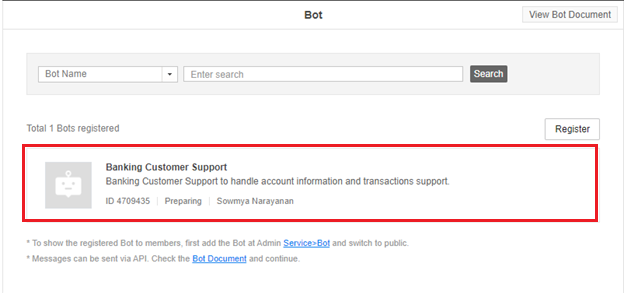 Bot
View Bot Document
Bot Name
Enter search
Search
Total 1 Bots registered
Register
Banking Customer Support
Banking Customer Support to handle account information and transactions support.
ID 4709435 | Preparing | Sowmya Narayanan
* To show the registered Bot to members, first add the Bot at Admin Service>Bot and switch to public.
* Messages can be sent via API. Check the Bot Document and continue.